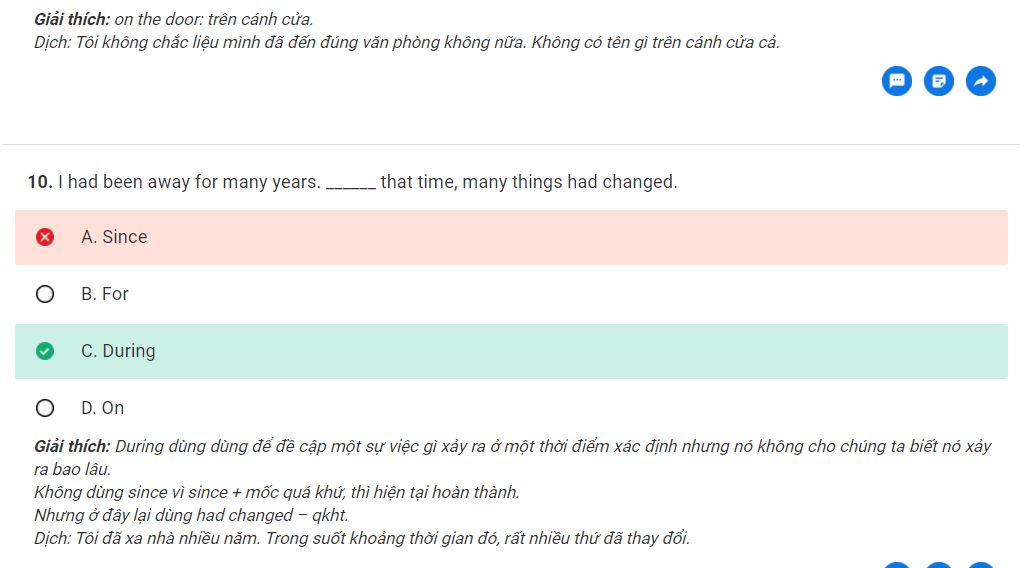 Giải thích: on the door: trên cánh cửa.
Dịch: Tôi không chắc liệu mình đã đến đúng văn phòng không nữa. Không có tên gì trên cánh cửa cả.
10. I had been away for many years. ______ that time, many things had changed.
A. Since
B. For
C. During
D. On
Giải thích: During dùng dùng để đề cập một sự việc gì xảy ra ở một thời điểm xác định nhưng nó không cho chúng ta biết nó xảy
ra bao lâu.
Không dùng since vì since + mốc quá khứ, thì hiện tại hoàn thành.
Nhưng ở đây lại dùng had changed – qkht.
Dịch: Tôi đã xa nhà nhiều năm. Trong suốt khoảng thời gian đó, rất nhiều thứ đã thay đổi.